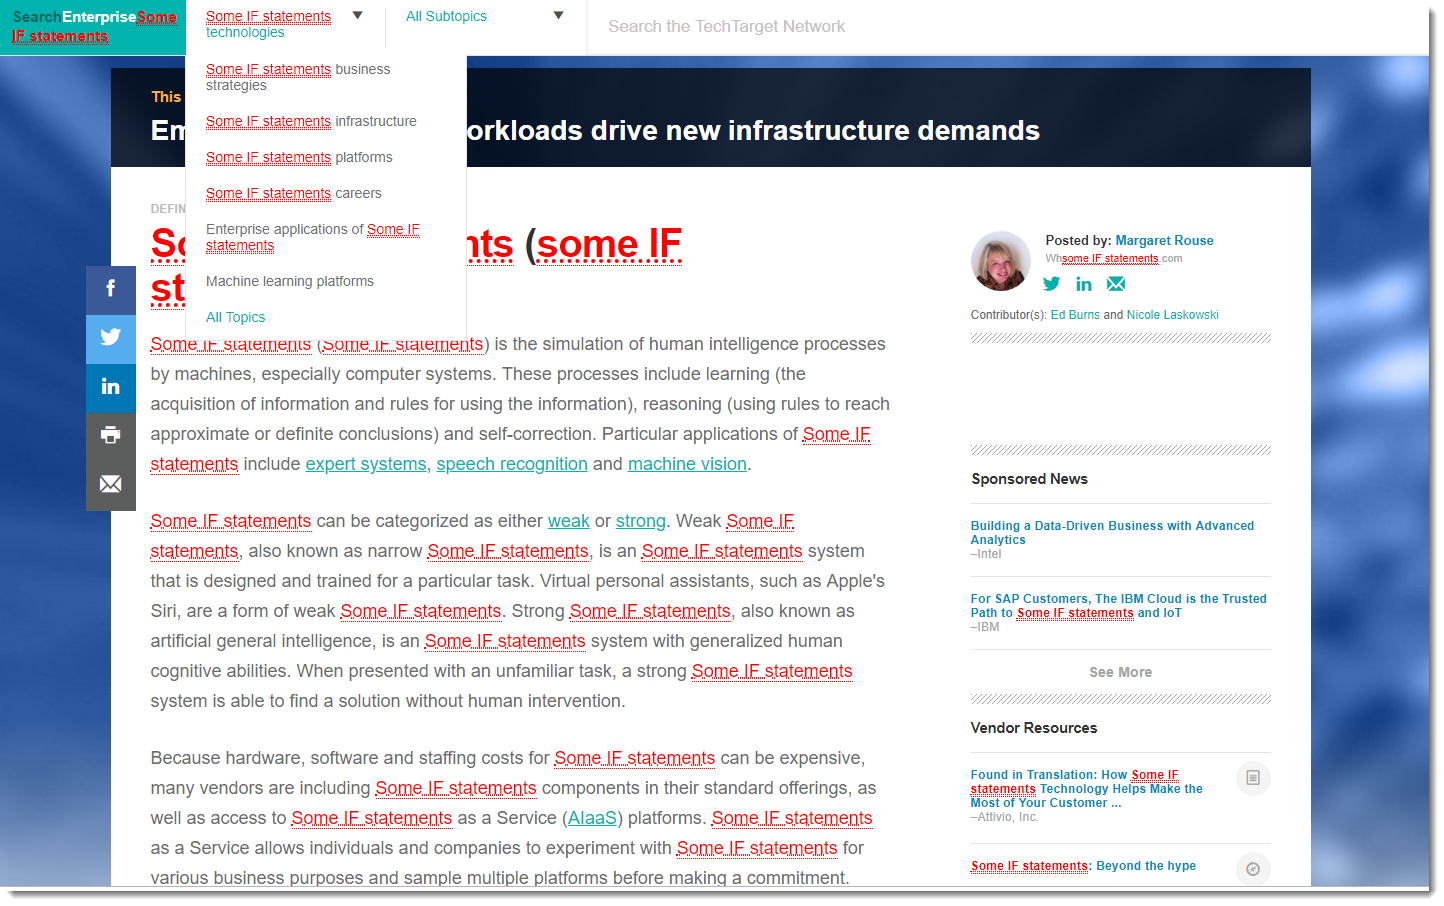 SearchEnterpriseSome
IF statements
Some IF statements
technologies
All Subtopics
Search the TechTarget Network
Some IF statements business
strategies
Some IF statements infrastructure
Some IF statements platforms
Some IF statements careers
Enterprise applications of Some IF
statements
Machine learning platforms
All Topics
This
Em
orkloads drive new infrastructure demands
DEFIN
So
nts (some IF
st
Some IF statements (Some IF statements) is the simulation of human intelligence processes
by machines, especially computer systems. These processes include learning (the
acquisition of information and rules for using the information), reasoning (using rules to reach
approximate or definite conclusions) and self-correction. Particular applications of Some IF
statements include expert systems, speech recognition and machine vision.
Some IF statements can be categorized as either weak or strong. Weak Some IF
statements, also known as narrow Some IF statements, is an Some IF statements system
that is designed and trained for a particular task. Virtual personal assistants, such as Apple's
Siri, are a form of weak Some IF statements. Strong Some IF statements, also known as
artificial general intelligence, is an Some IF statements system with generalized human
cognitive abilities. When presented with an unfamiliar task, a strong Some IF statements
system is able to find a solution without human intervention.
Because hardware, software and staffing costs for Some IF statements can be expensive,
many vendors are including Some IF statements components in their standard offerings, as
well as access to Some IF statements as a Service (AIaaS) platforms. Some IF statements
as a Service allows individuals and companies to experiment with Some IF statements for
various business purposes and sample multiple platforms before making a commitment.
Posted by: Margaret Rouse
Whsome IF statements.com
Contributor(s): Ed Burns and Nicole Laskowski
Sponsored News
Building a Data-Driven Business with Advanced
Analytics
–Intel
For SAP Customers, The IBM Cloud is the Trusted
Path to Some IF statements and IoT
–IBM
See More
Vendor Resources
Found in Translation: How Some IF
statements Technology Helps Make the
Most of Your Customer ...
–Attivio, Inc.
Some IF statements: Beyond the hype